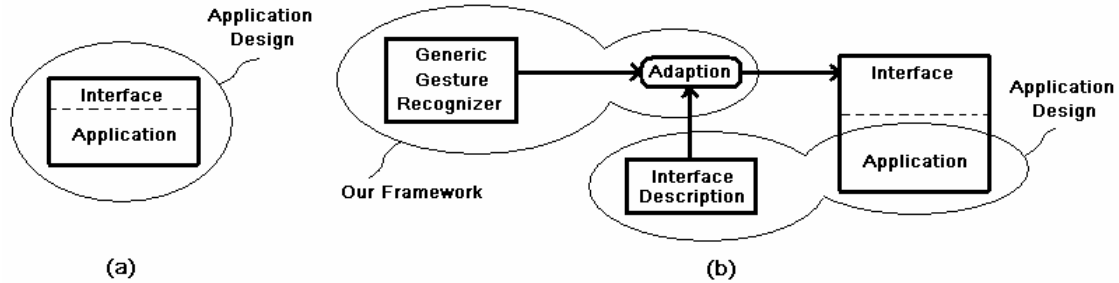 Application
Design
Interface
Application
(a)
Generic
Gesture
Recognizer
Adaption
Interface
Application
Interface
Description
Our Framework
Application
Design
(b)